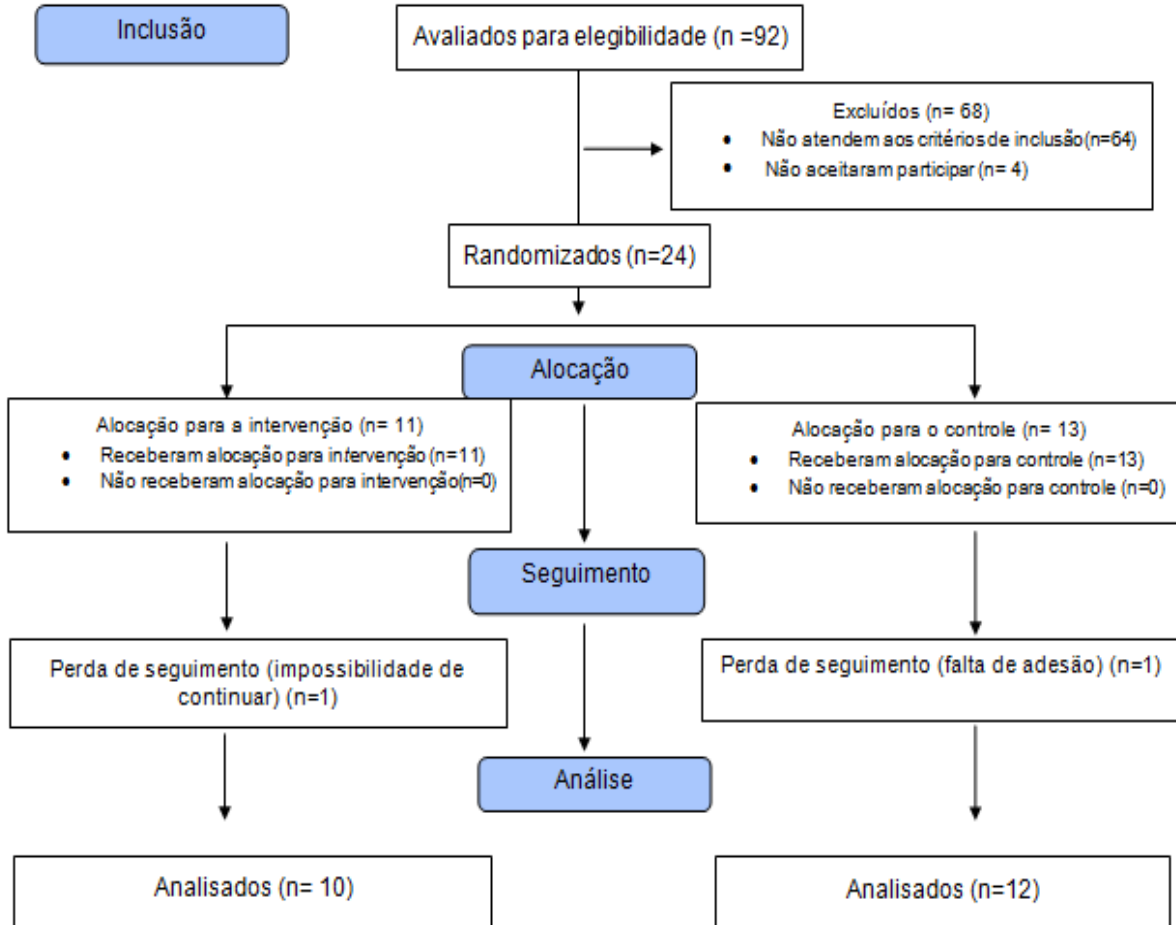 Inclusão
Avaliados para elegibilidade (n =92)
Excluídos (n= 68)
• Não atendem aos critérios de inclusão(n=64)
• Não aceitaram participar (n= 4)
Randomizados (n=24)
Alocação
Alocação para a intervenção (n= 11)
• Receberam alocação para intervenção (n=11)
• Não receberam alocação para intervenção(n=0)
Alocação para o controle (n= 13)
• Receberam alocação para controle (n=13)
• Não receberam alocação para controle (n=0)
Seguimento
Perda de seguimento (impossibilidade de
continuar) (n=1)
Perda de seguimento (falta de adesão) (n=1)
Análise
Analisados (n= 10)
Analisados (n=12)